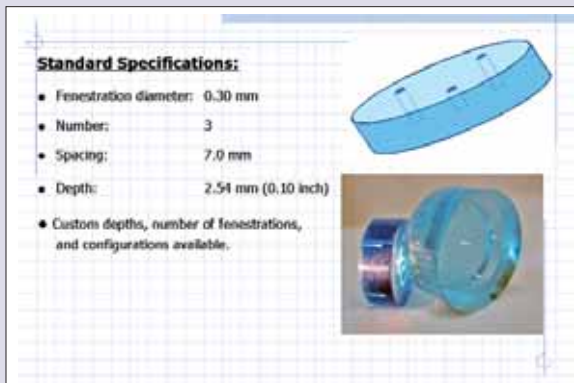 Standard Specifications:
• Fenestration diameter: 0.30 mm
• Number: 3
• Spacing: 7.0 mm
• Depth: 2.54 mm (0.10 inch)
• Custom depths, number of fenestrations,
and configurations available.